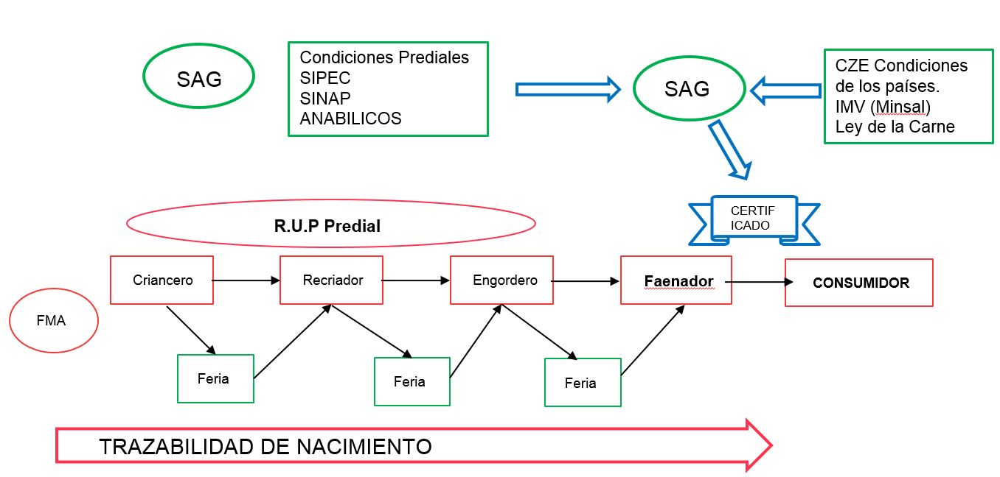 SAG
Condiciones Prediales
SIPEC
SINAP
ANABILICOS
SAG
CZE Condiciones
de los países.
IMV (Minsal)
Ley de la Carne
CERTIF
ICADO
R.U.P Predial
Criancero
Recriador
Engordero
Faenador
CONSUMIDOR
FMA
Feria
Feria
Feria
TRAZABILIDAD DE NACIMIENTO